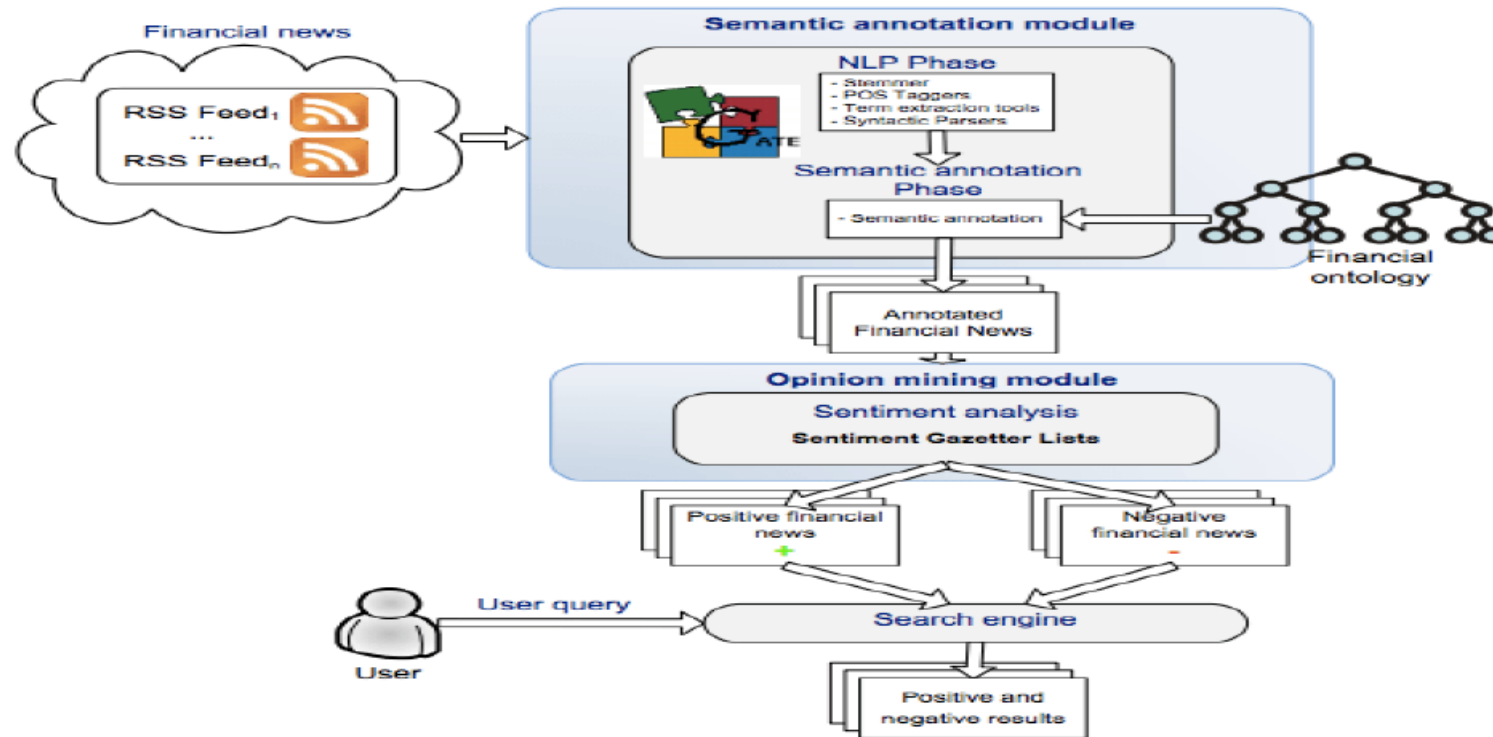 Financial news
RSS Feed1
...
RSS Feedn
Semantic annotation module
NLP Phase
- Stemmer
- POS Taggers
- Term extraction tools
- Syntactic Parsers
GATE
Semantic annotation
Phase
- Semantic annotation
Financial
ontology
Annotated
Financial News
Opinion mining module
Sentiment analysis
Sentiment Gazetter Lists
Positive financial
news
+
Negative
financial news
-
User query
User
Search engine
Positive and
negative results